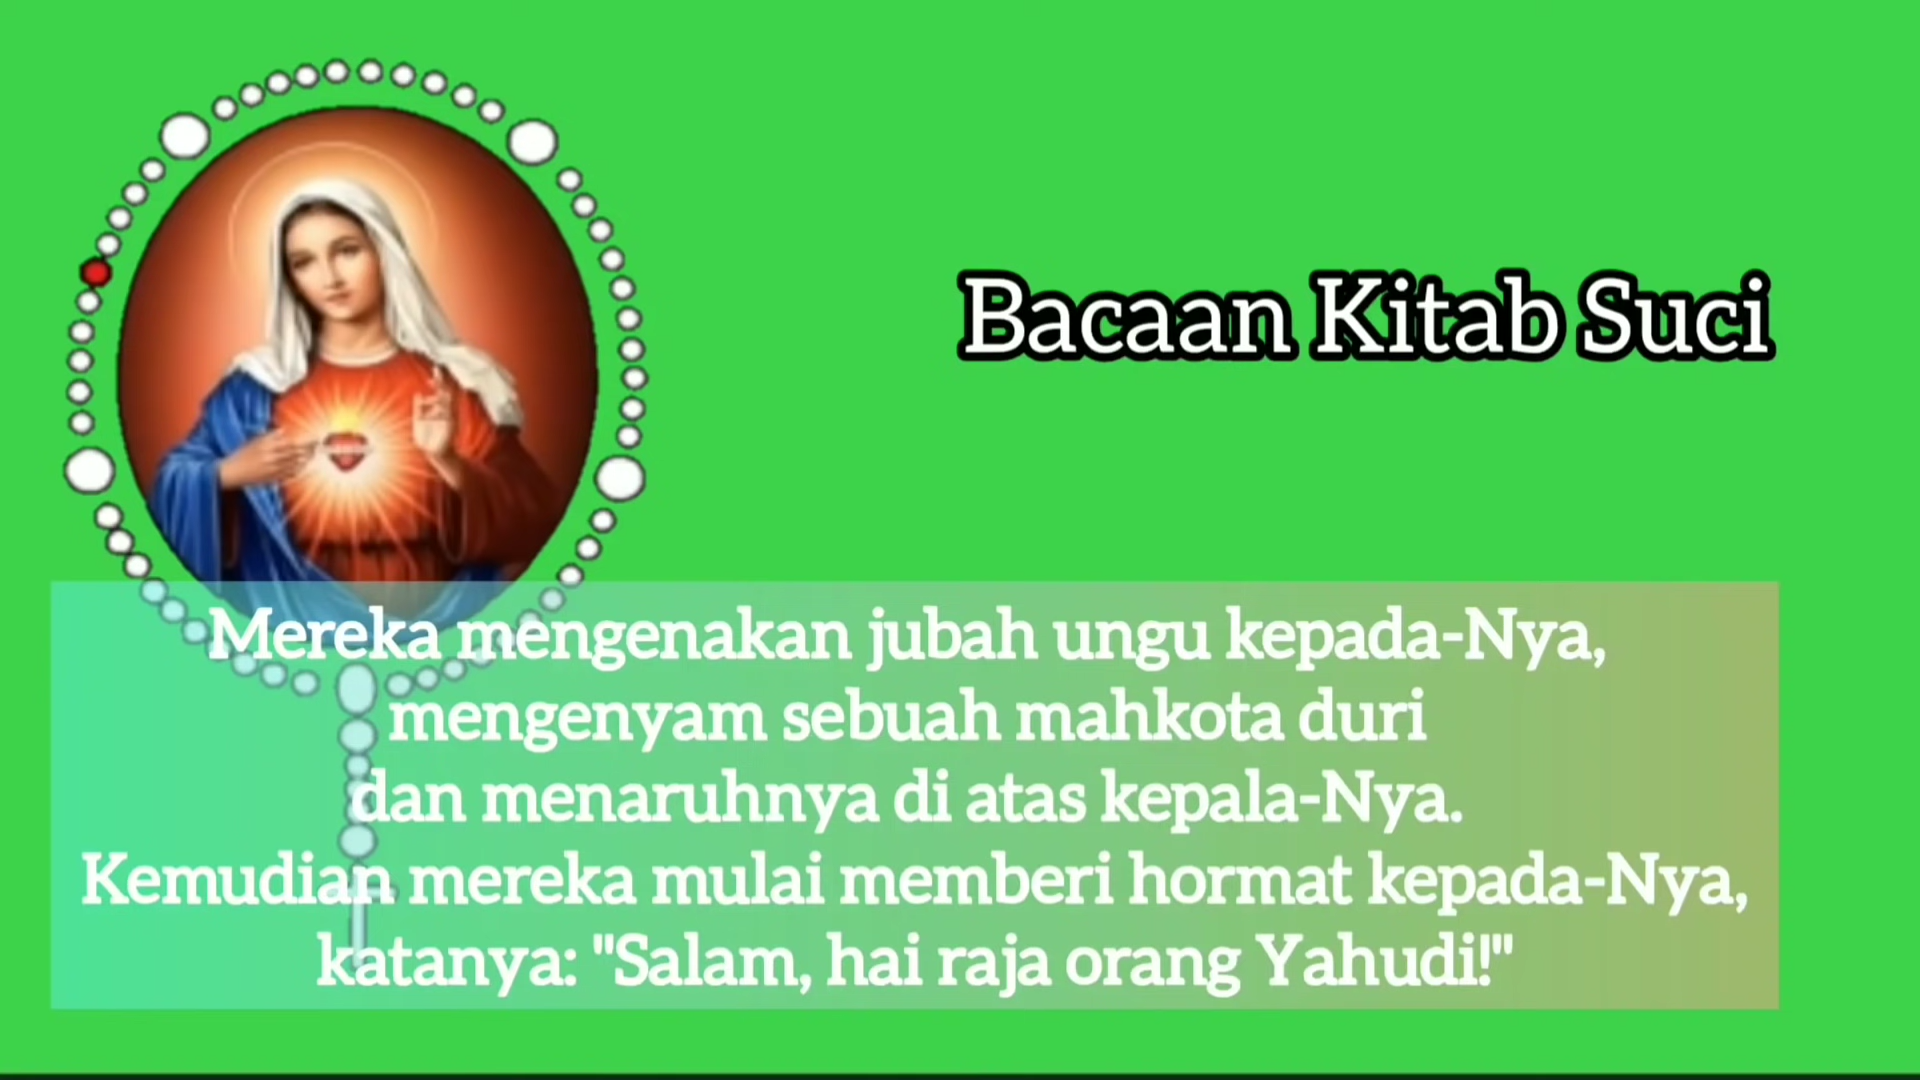 Bacaan Kitab Suci
Mereka mengenakan jubah ungu kepada-Nya,
mengenyam sebuah mahkota duri
dan menaruhnya di atas kepala-Nya.
Kemudian mereka mulai memberi hormat kepada-Nya,
katanya: "Salam, hai raja orang Yahudi!"